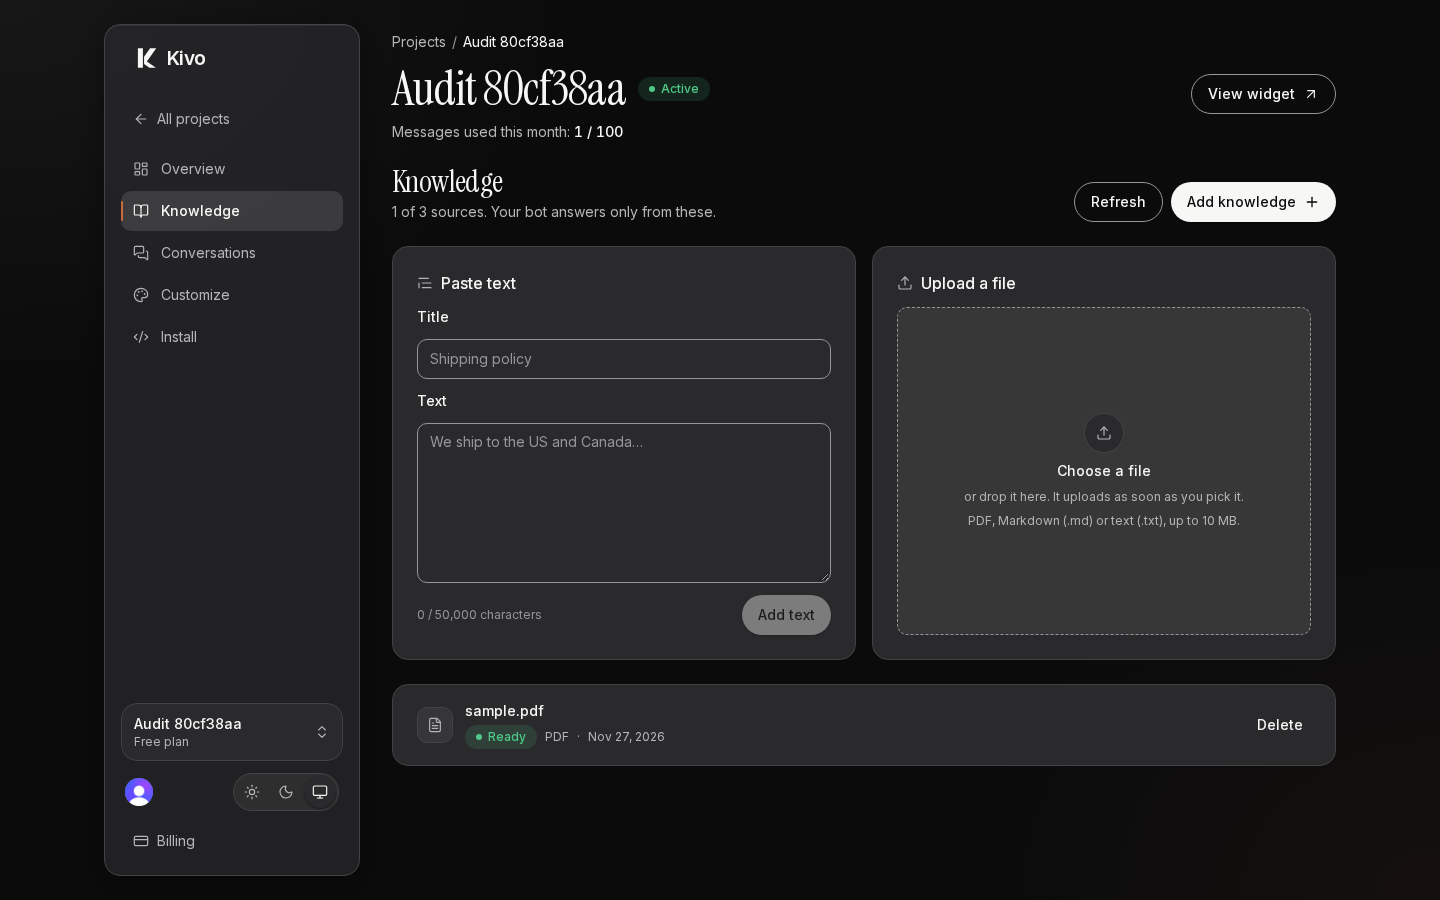 Kivo
All projects
Overview
Knowledge
Conversations
Customize
Install
Audit 80cf38aa
Free plan
Billing
Projects / Audit 80cf38aa
Audit 80cf38aa
Active
View widget
Messages used this month: 1 / 100
Knowledge
1 of 3 sources. Your bot answers only from these.
Refresh
Add knowledge
Paste text
Title
Shipping policy
Text
We ship to the US and Canada...
0 / 50,000 characters
Add text
Upload a file
Choose a file
or drop it here. It uploads as soon as you pick it.
PDF, Markdown (.md) or text (.txt), up to 10 MB.
sample.pdf
Ready PDF · Nov 27, 2026
Delete